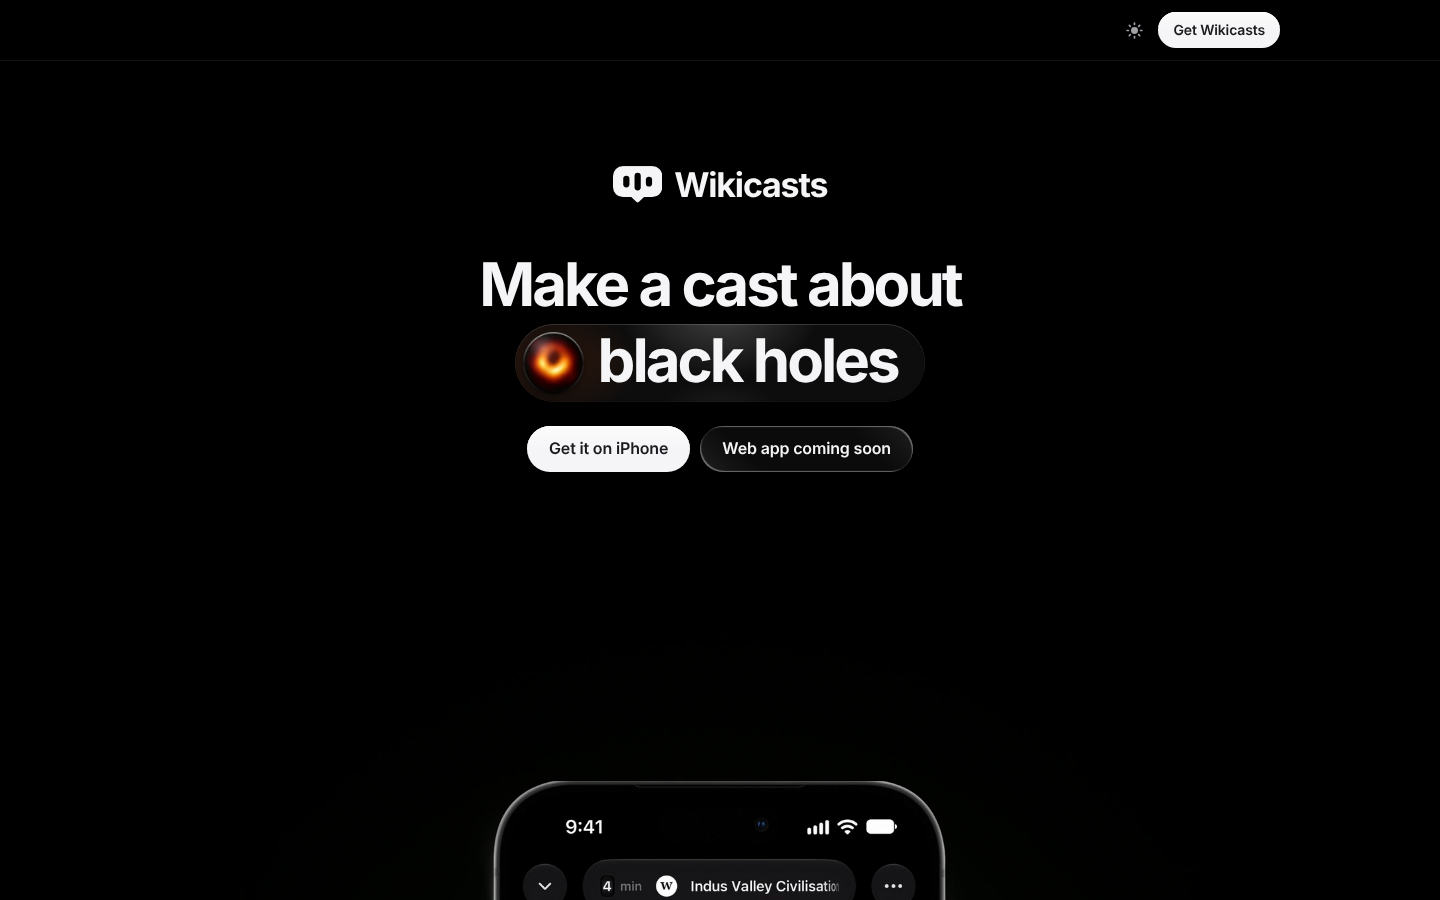 Get Wikicasts
Wikicasts
Make a cast about
black holes
Get it on iPhone
Web app coming soon
9:41
4 min W Indus Valley Civilisation